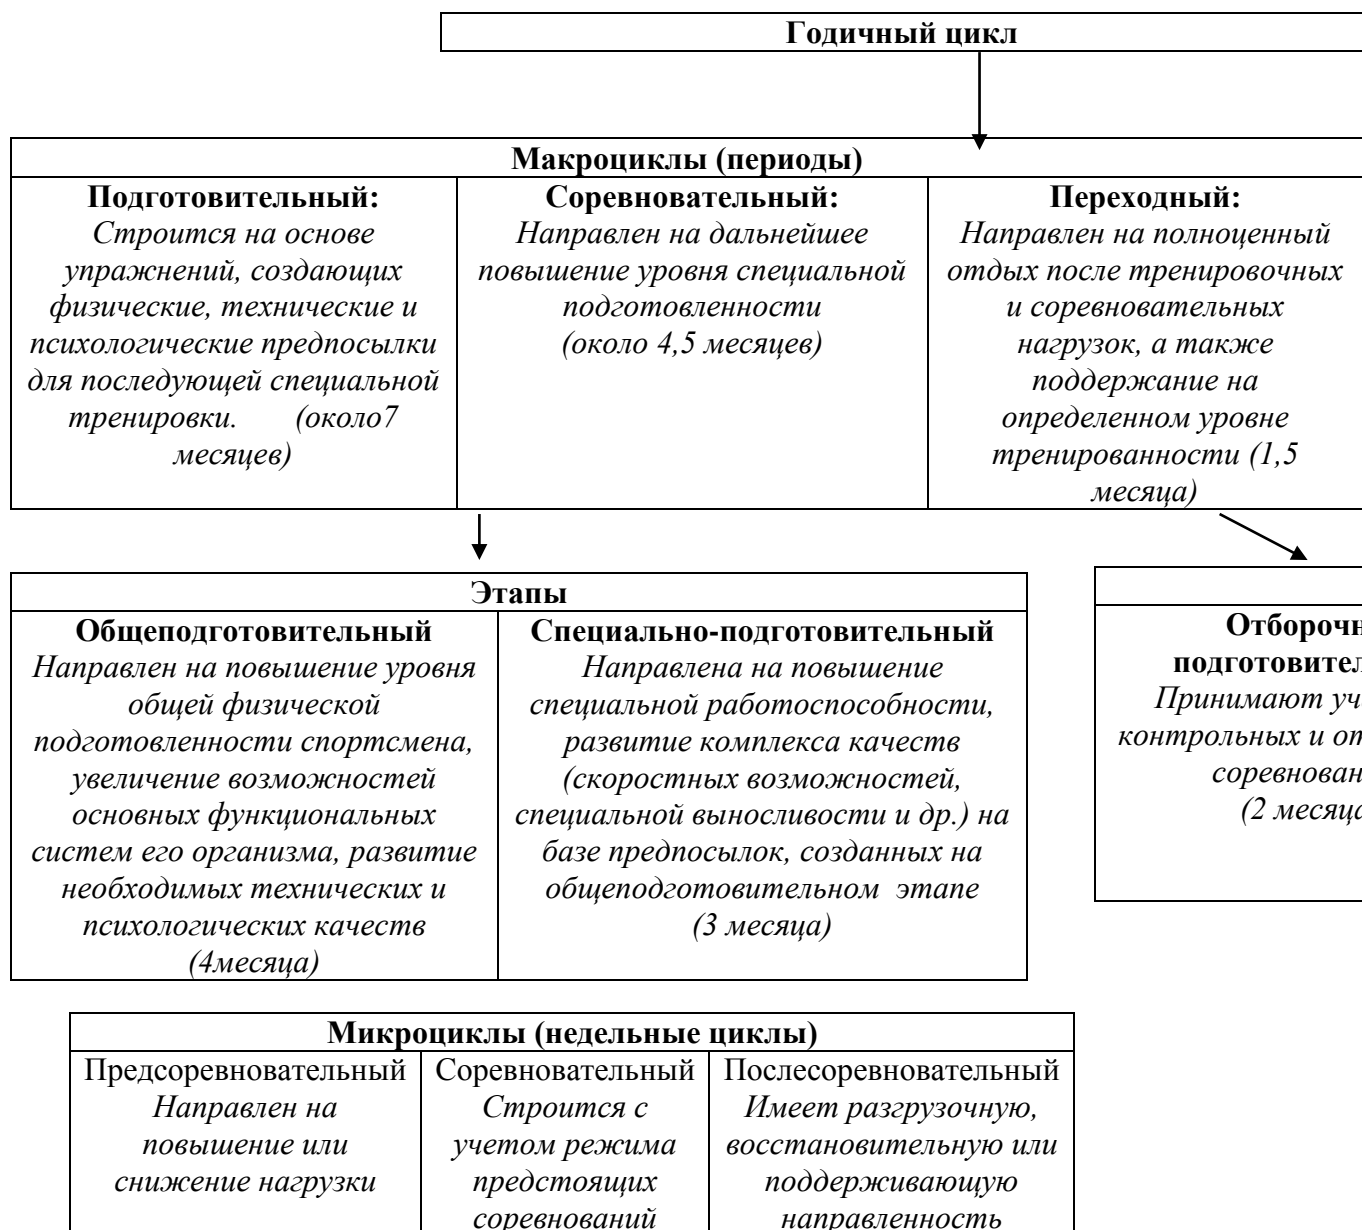 Годичный цикл
Макроциклы (периоды)
Подготовительный:
Строится на основе
упражнений, создающих
физические, технические и
психологические предпосылки
для последующей специальной
тренировки. (около7
месяцев)
Соревновательный:
Направлен на дальнейшее
повышение уровня специальной
подготовленности
(около 4,5 месяцев)
Переходный:
Направлен на полноценный
отдых после тренировочных
и соревновательных
нагрузок, а также
поддержание на
определенном уровне
тренированности (1,5
месяца)
Этапы
Общеподготовительный
Направлен на повышение уровня
общей физической
подготовленности спортсмена,
увеличение возможностей
основных функциональных
систем его организма, развитие
необходимых технических и
психологических качеств
(4месяца)
Специально-подготовительный
Направлена на повышение
специальной работоспособности,
развитие комплекса качеств
(скоростных возможностей,
специальной выносливости и др.) на
базе предпосылок, созданных на
общеподготовительном этапе
(3 месяца)
Принимают
контрольных и
(2
Микроциклы (недельные циклы)
Предсоревновательный
Направлен на
повышение или
снижение нагрузки
Соревновательный
Строится с
учетом режима
предстоящих
соревнований
Послесоревновательный
Имеет разгрузочную,
восстановительную или
поддерживающую
направленность